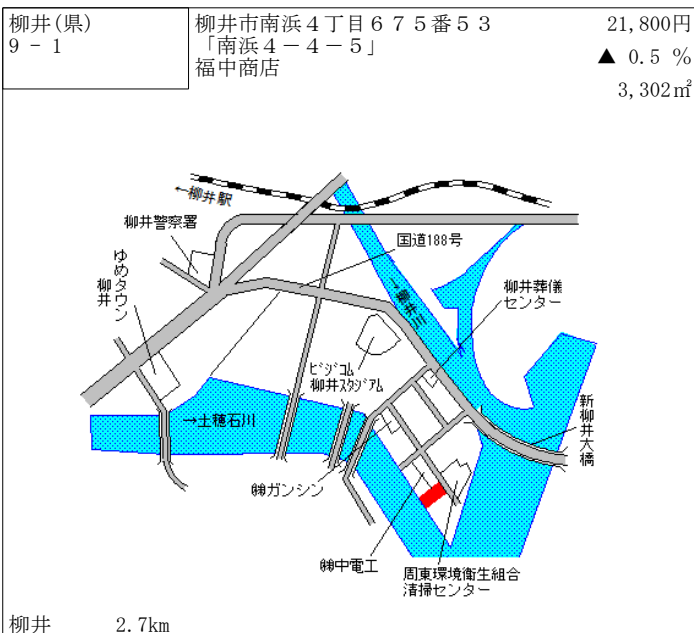 柳井(県)
9 - 1
柳井市南浜４丁目６７５番５３
「南浜４－４－５」
福中商店
21,800円
▲ 0.5 %
3,302㎡
←柳井駅
柳井警察署
国道188号
ゆめタウン
柳井
→柳井川
柳井葬儀
センター
ビジコム
柳井スタジアム
→土穂石川
新柳井大橋
㈱ガンシン
㈱中電工
周東環境衛生組合
清掃センター
柳井 2.7km